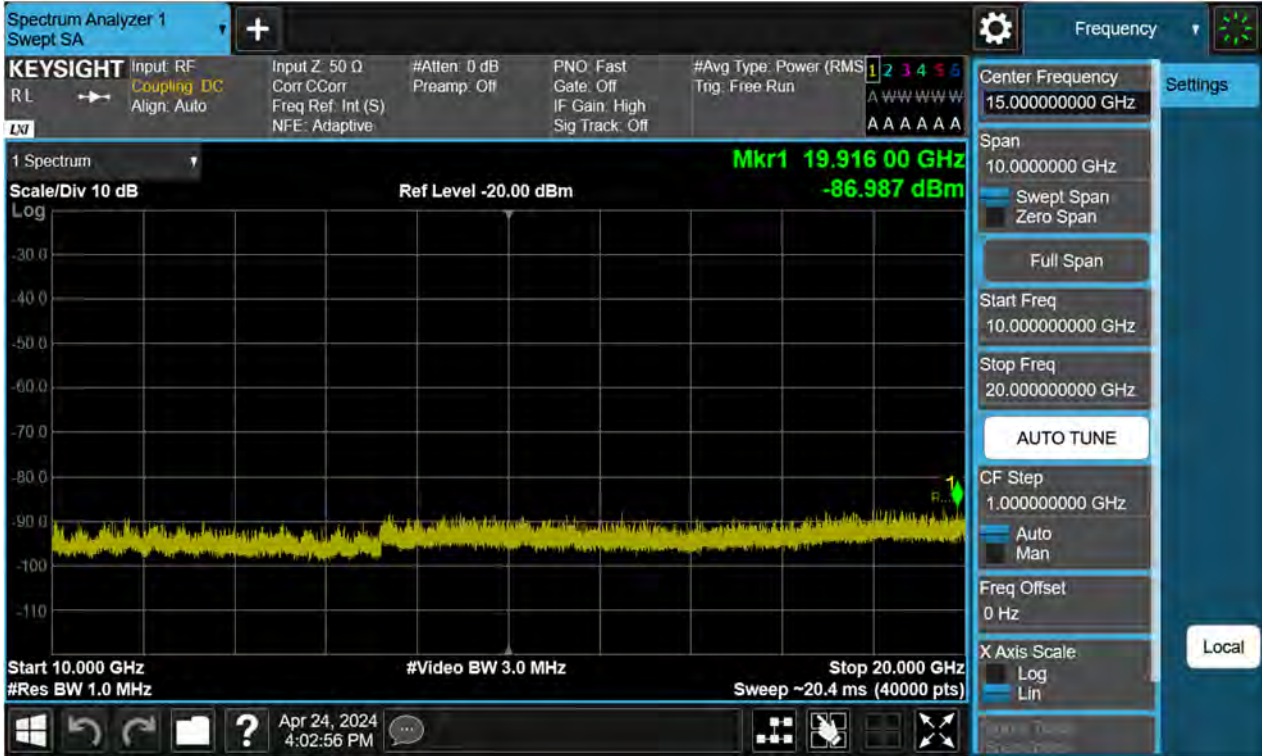 Spectrum Analyzer 1
Swept SA
+
Frequency
KEYSIGHT
R L
LXI
Input: RF
Coupling: DC
Align: Auto
Input Z: 50 Ω
Corr CCorr
Freq Ref: Int (S)
NFE: Adaptive
#Atten: 0 dB
Preamp: Off
PNO: Fast
Gate: Off
IF Gain: High
Sig Track: Off
#Avg Type: Power (RMS
Trig: Free Run
1 2 3 4 5 6
A W W W W W
A A A A A A
1 Spectrum
Scale/Div 10 dB
Ref Level -20.00 dBm
Mkr1 19.916 00 GHz
-86.987 dBm
Log
-30.0
-40.0
-50.0
-60.0
-70.0
-80.0
-90.0
-100
-110
1
Start 10.000 GHz
#Video BW 3.0 MHz
Stop 20.000 GHz
#Res BW 1.0 MHz
Sweep ~20.4 ms (40000 pts)
?
Apr 24, 2024
4:02:56 PM
Center Frequency
15.000000000 GHz
Settings
Span
10.0000000 GHz
Swept Span
Zero Span
Full Span
Start Freq
10.000000000 GHz
Stop Freq
20.000000000 GHz
AUTO TUNE
CF Step
1.000000000 GHz
Auto
Man
Freq Offset
0 Hz
X Axis Scale
Log
Lin
Local